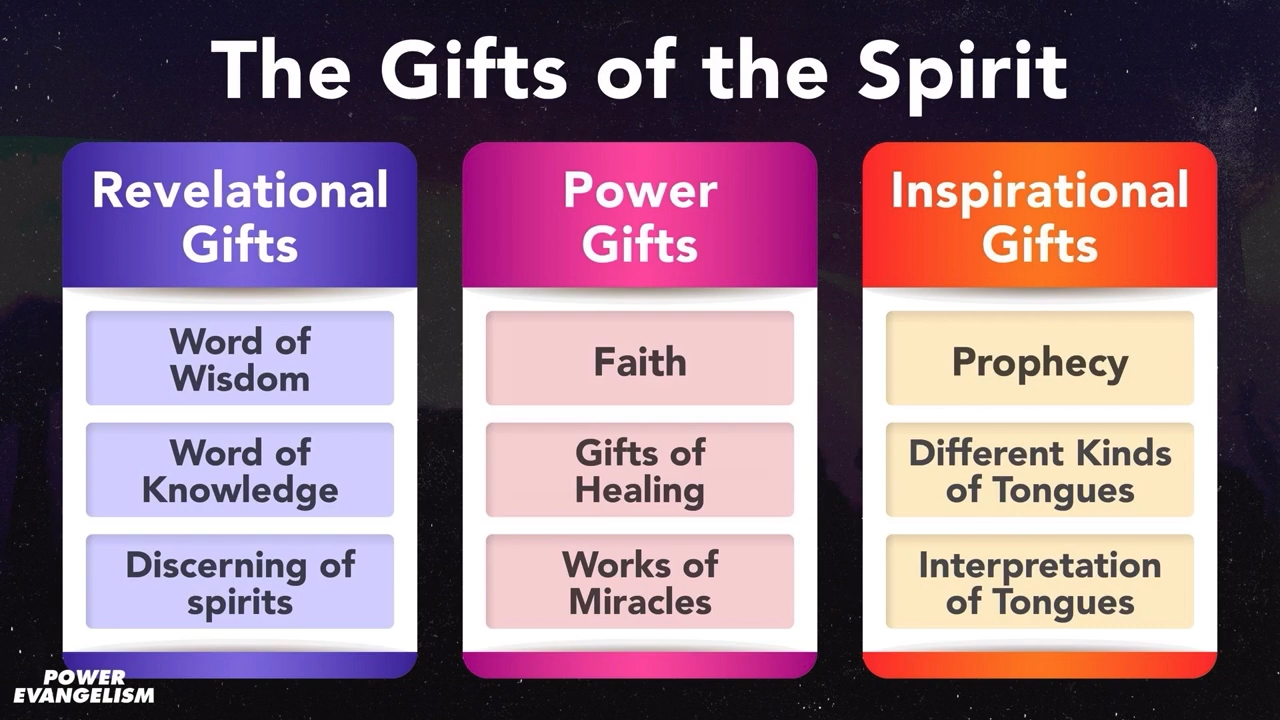 The Gifts of the Spirit
Revelational
Gifts
Word of
Wisdom
Word of
Knowledge
Discerning of
spirits
Power
Gifts
Faith
Gifts of
Healing
Works of
Miracles
Inspirational
Gifts
Prophecy
Different Kinds
of Tongues
Interpretation
of Tongues
POWER
EVANGELISM